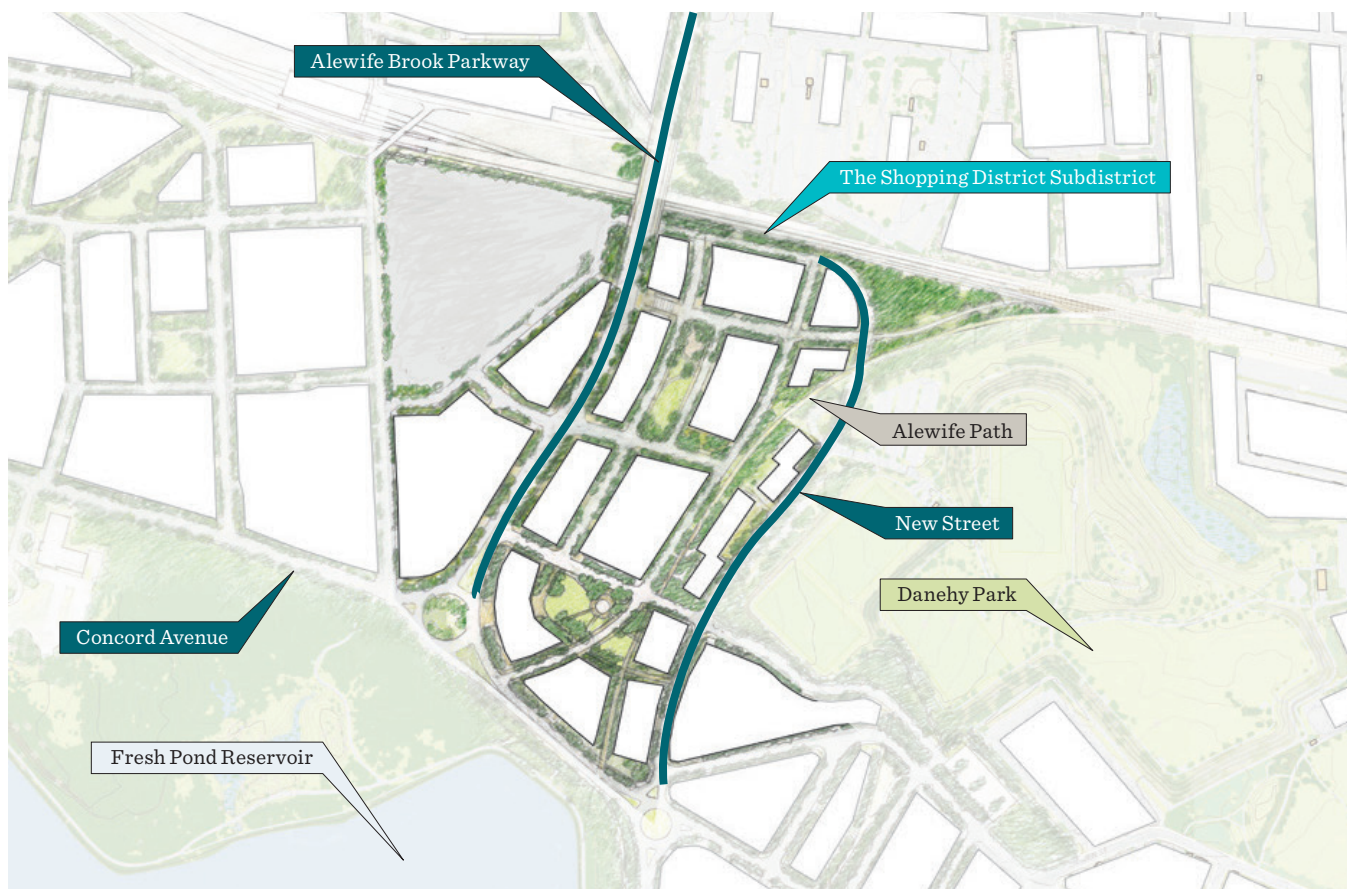 Alewife Brook Parkway
The Shopping District Subdistrict
Alewife Path
New Street
Danehy Park
Concord Avenue
Fresh Pond Reservoir